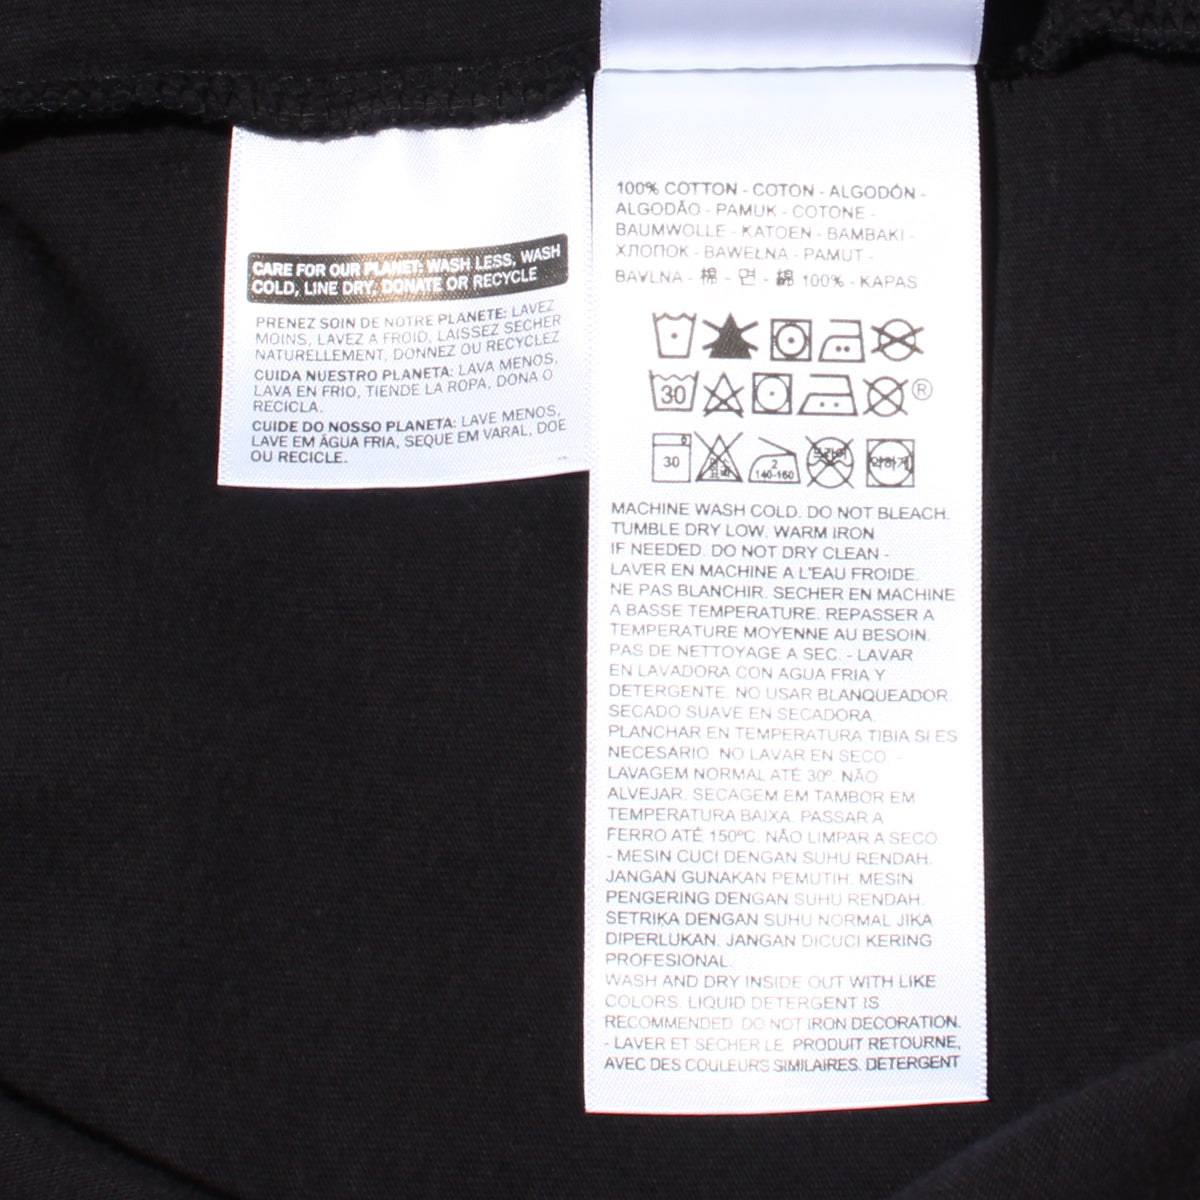 CARE FOR OUR PLANET: WASH LESS, WASH
COLD, LINE DRY, DONATE OR RECYCLE
PRENEZ SOIN DE NOTRE PLANETE: LAVEZ
MOINS, LAVEZ A FROID, LAISSEZ SECHER
NATURELLEMENT, DONNEZ OU RECYCLEZ
CUIDA NUESTRO PLANETA: LAVA MENOS,
LAVA EN FRIO, TIENDE LA ROPA, DONA O
RECICLA.
CUIDE DO NOSSO PLANETA: LAVE MENOS,
LAVE EM ÁGUA FRIA, SEQUE EM VARAL, DOE
OU RECICLE.
100% COTTON - COTON - ALGODÓN -
ALGODÃO - PAMUK - COTONE -
BAUMWOLLE - KATOEN - BAMBAKI -
ХЛОПОК - BAWEŁNA - PAMUT -
BAVLNA - 棉 - 면 - 綿 100% - KAPAS
30 ®
30 2 140-160 드라이 약하게
MACHINE WASH COLD. DO NOT BLEACH.
TUMBLE DRY LOW. WARM IRON
IF NEEDED. DO NOT DRY CLEAN -
LAVER EN MACHINE A L'EAU FROIDE.
NE PAS BLANCHIR. SECHER EN MACHINE
A BASSE TEMPERATURE. REPASSER A
TEMPERATURE MOYENNE AU BESOIN.
PAS DE NETTOYAGE A SEC. - LAVAR
EN LAVADORA CON AGUA FRIA Y
DETERGENTE. NO USAR BLANQUEADOR.
SECADO SUAVE EN SECADORA.
PLANCHAR EN TEMPERATURA TIBIA SI ES
NECESARIO. NO LAVAR EN SECO. -
LAVAGEM NORMAL ATÉ 30º. NÃO
ALVEJAR. SECAGEM EM TAMBOR EM
TEMPERATURA BAIXA. PASSAR A
FERRO ATÉ 150ºC. NÃO LIMPAR A SECO.
- MESIN CUCI DENGAN SUHU RENDAH.
JANGAN GUNAKAN PEMUTIH. MESIN
PENGERING DENGAN SUHU RENDAH.
SETRIKA DENGAN SUHU NORMAL JIKA
DIPERLUKAN. JANGAN DICUCI KERING
PROFESIONAL.
WASH AND DRY INSIDE OUT WITH LIKE
COLORS. LIQUID DETERGENT IS
RECOMMENDED. DO NOT IRON DECORATION.
- LAVER ET SECHER LE PRODUIT RETOURNE,
AVEC DES COULEURS SIMILAIRES. DETERGENT